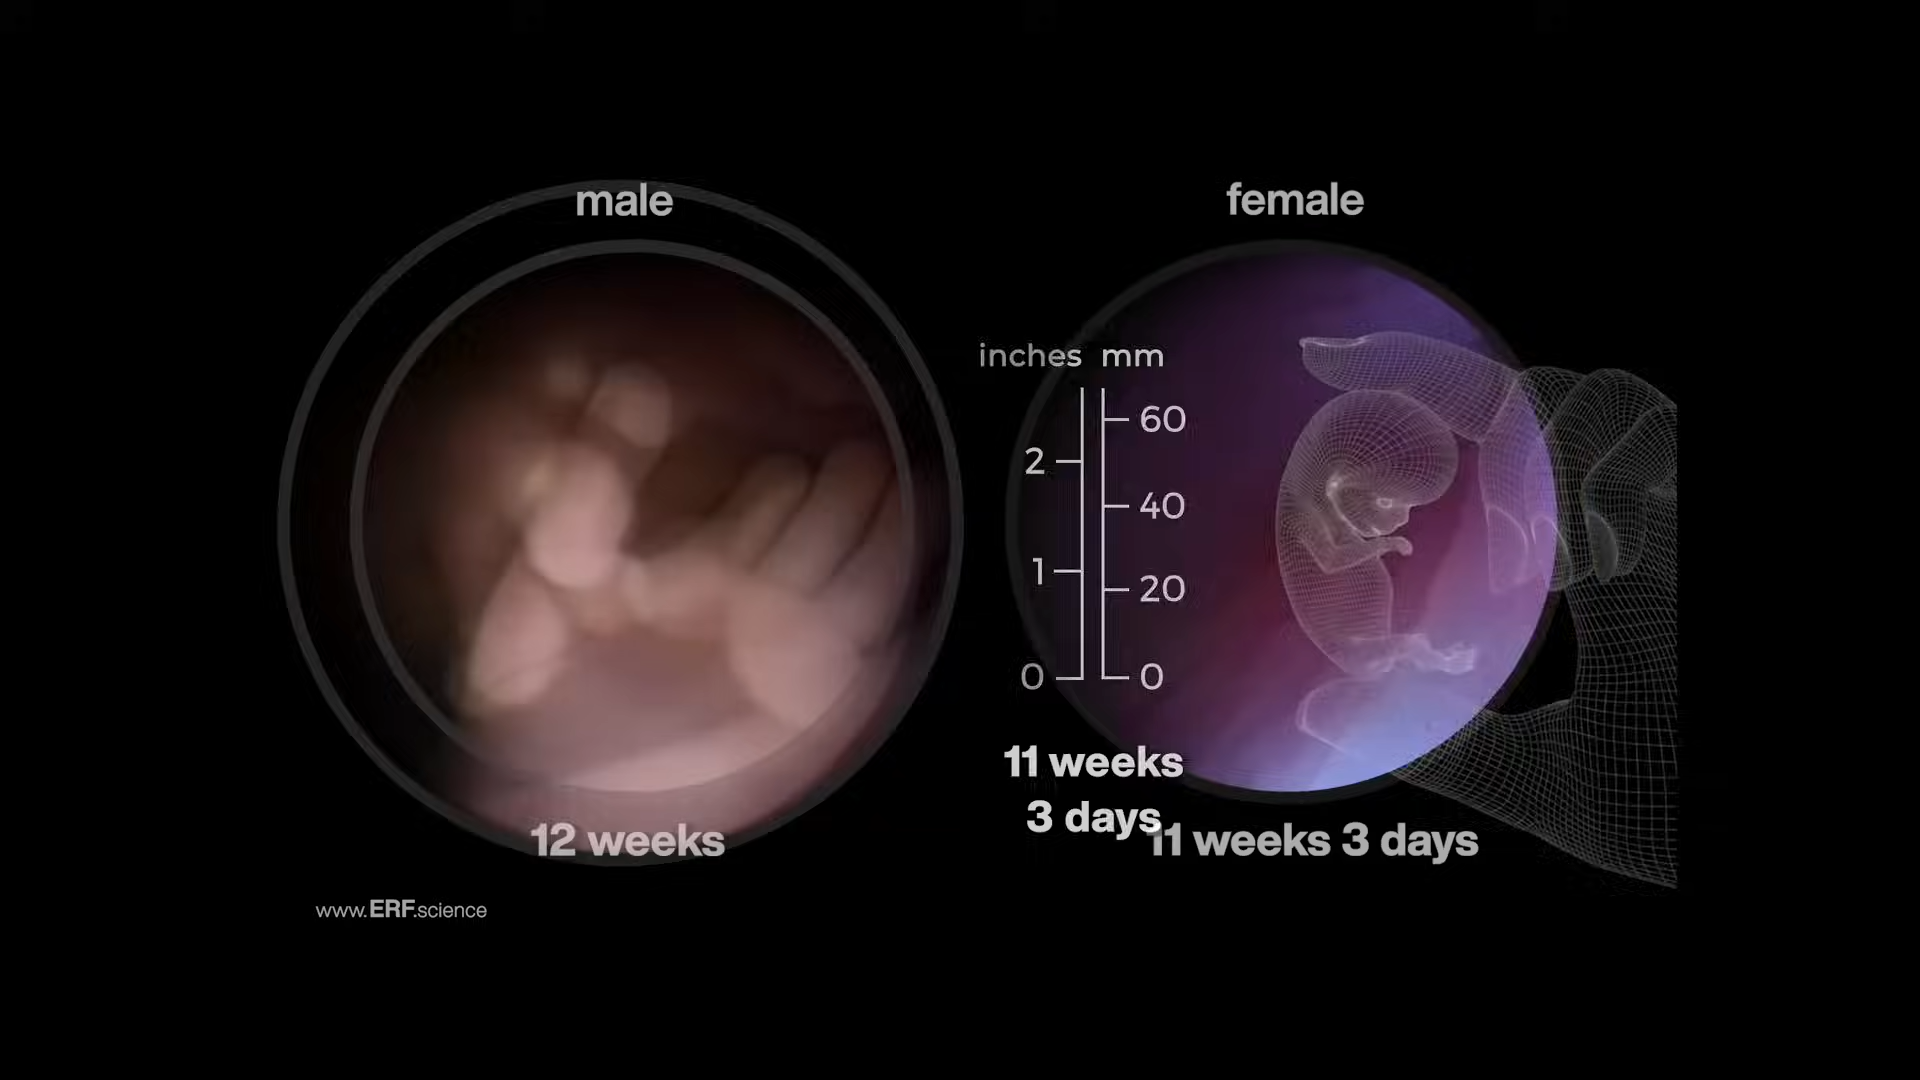 male
female
inches mm
60
2
40
1
20
0
0
11 weeks
3 days
12 weeks
11 weeks 3 days
www.ERF.science